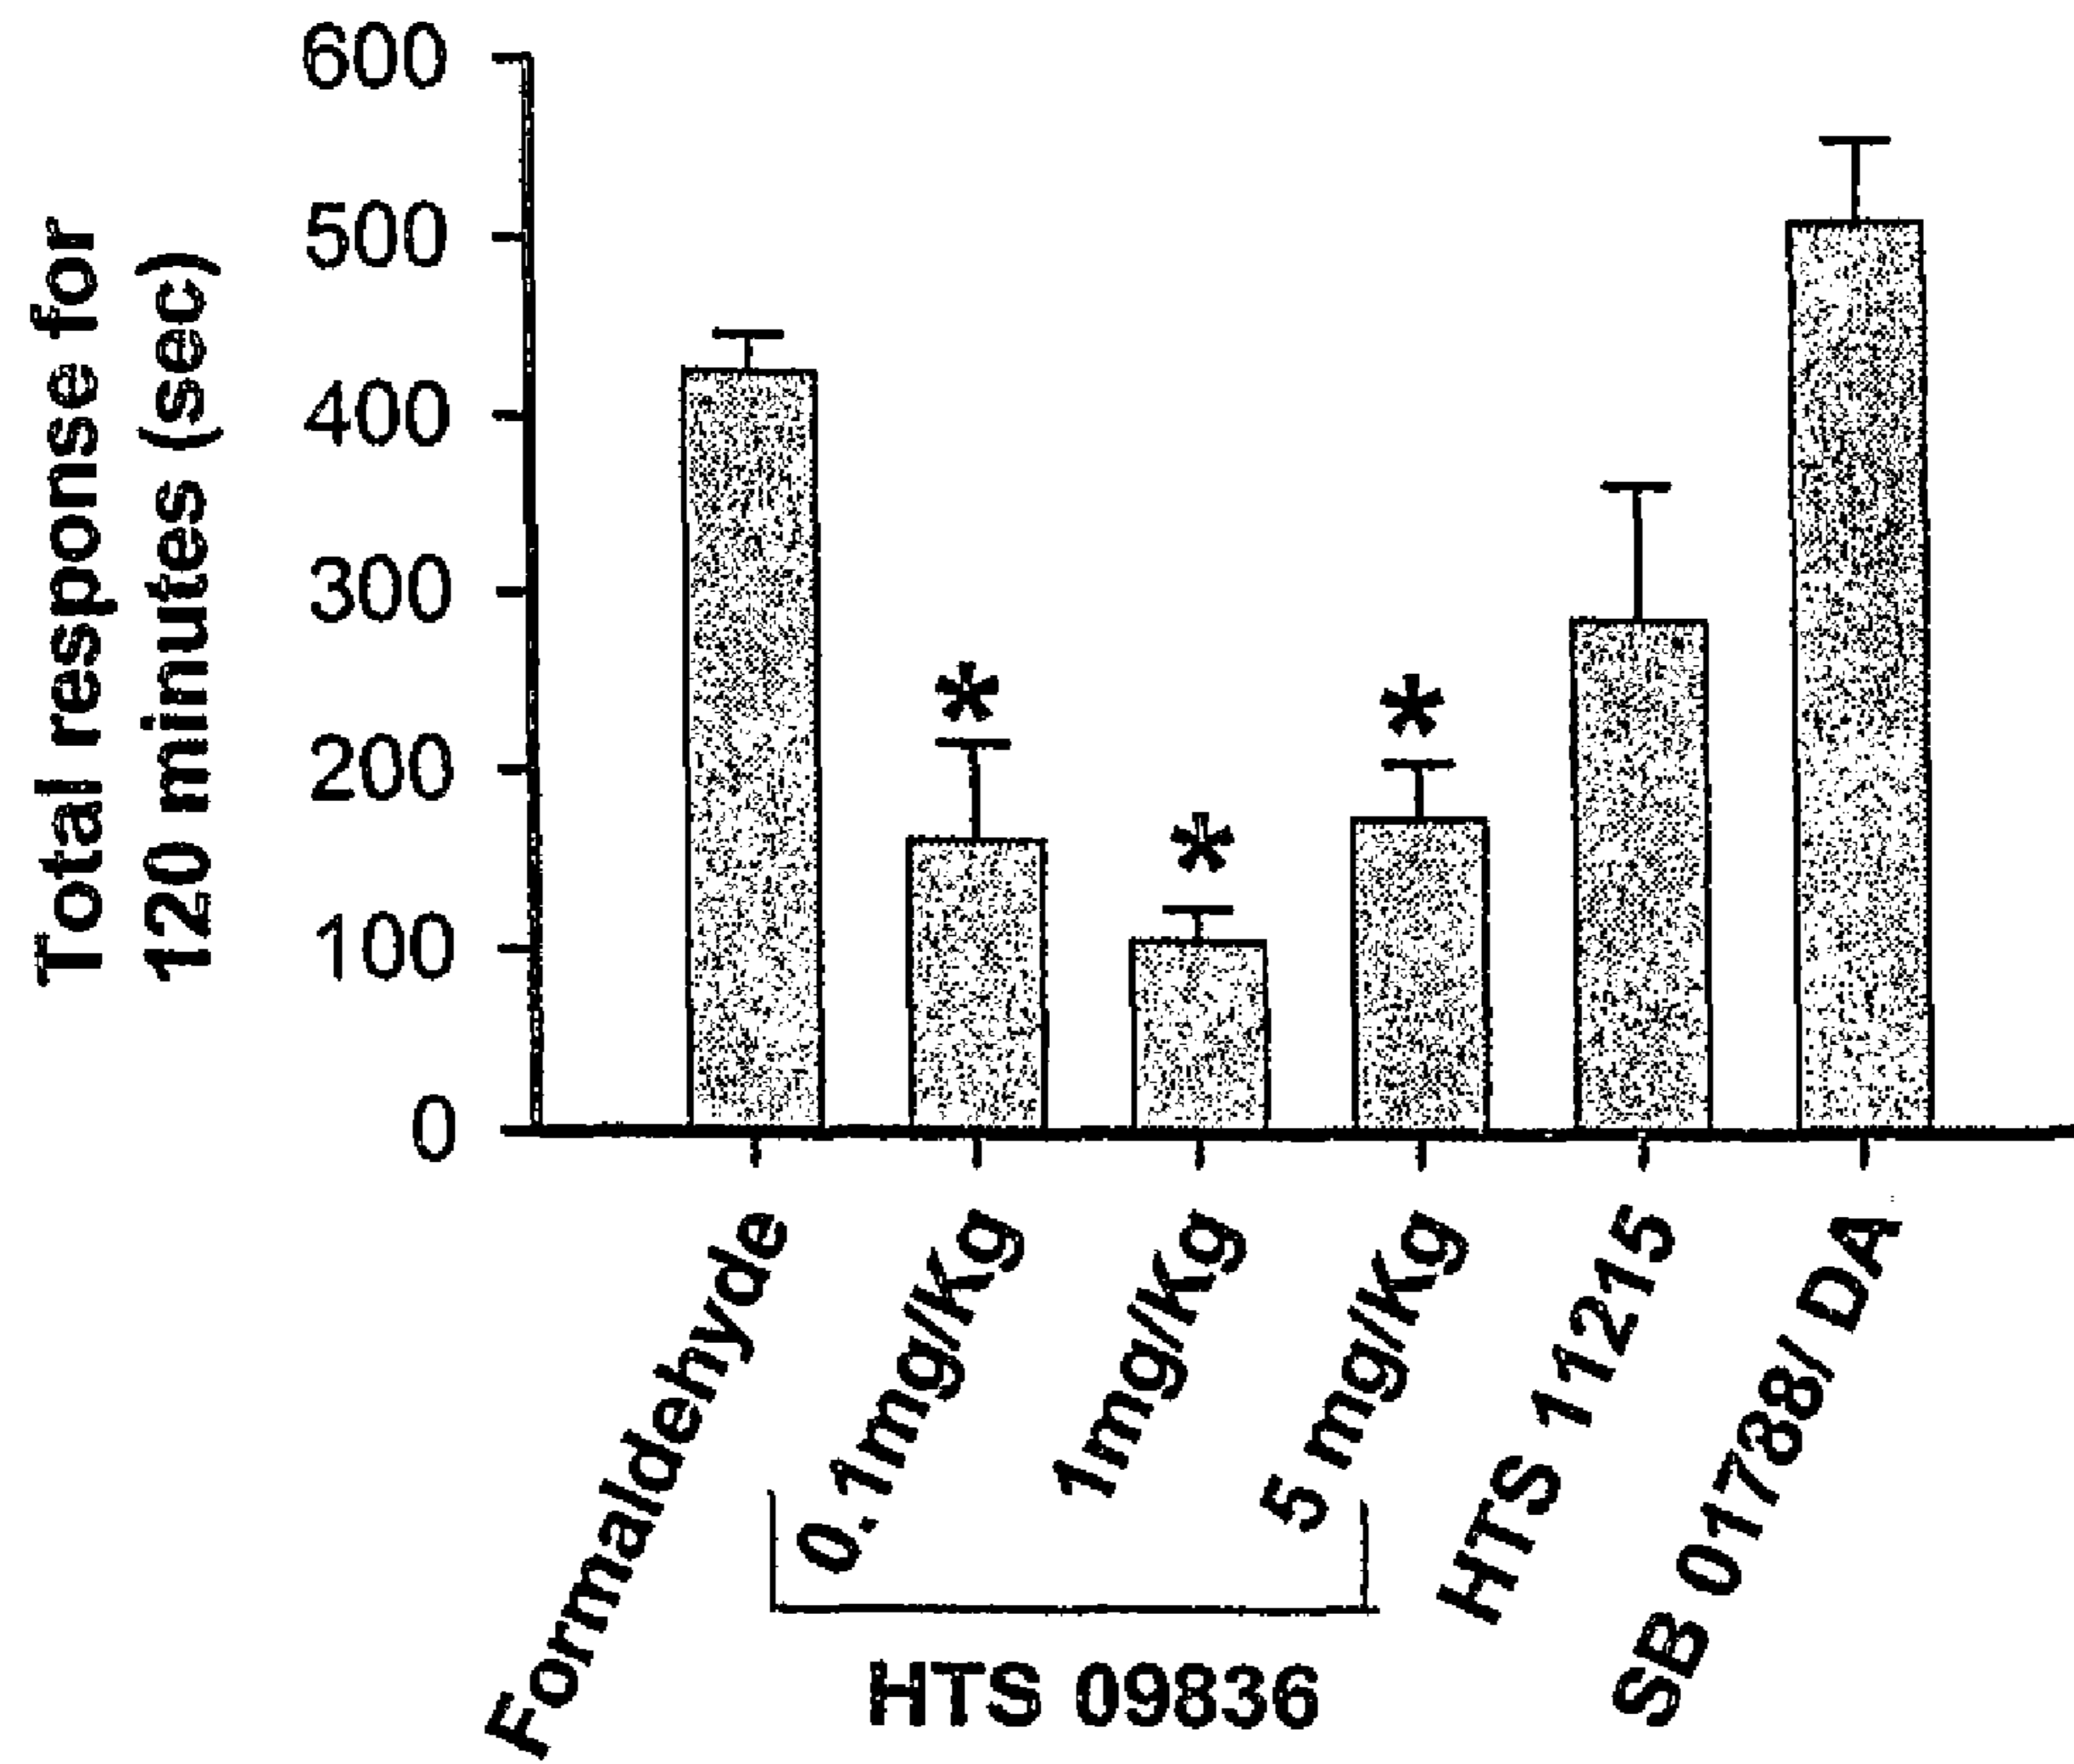 Total response for
120 minutes (sec)
600
500
400
300
200
100
0
*
*
*
Formaldehyde
0.1mg/Kg
1mg/Kg
5 mg/Kg
HTS 11215
SB 01788/ DA
HTS 09836